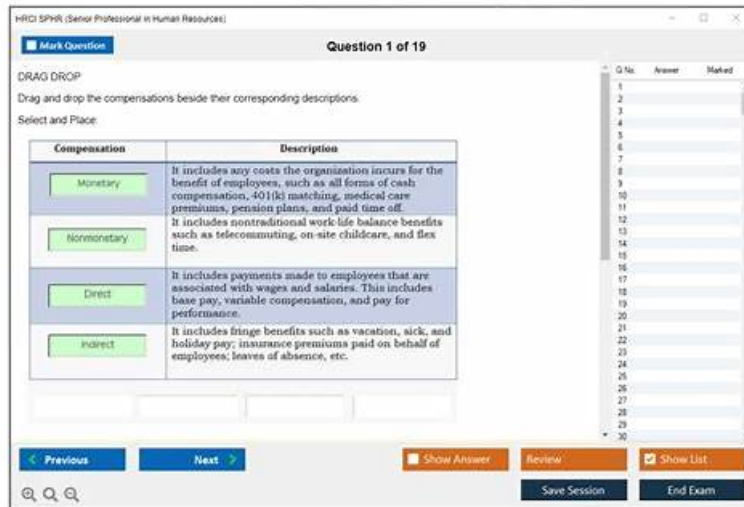 HRCI SPHR (Senior Professional in Human Resources)
Mark Question
Question 1 of 19
DRAG DROP
Drag and drop the compensations beside their corresponding descriptions.
Select and Place:
Compensation
Description
Monetary
It includes any costs the organization incurs for the
benefit of employees, such as all forms of cash
compensation, 401(k) matching, medical care
premiums, pension plans, and paid time off.
Nonmonetary
It includes nontraditional work-life balance benefits
such as telecommuting, on-site childcare, and flex
time.
Direct
It includes payments made to employees that are
associated with wages and salaries. This includes
base pay, variable compensation, and pay for
performance.
Indirect
It includes fringe benefits such as vacation, sick, and
holiday pay; insurance premiums paid on behalf of
employees; leaves of absence, etc.
Q No. Answer Marked
1
2
3
4
5
6
7
8
9
10
11
12
13
14
15
16
17
18
19
20
21
22
23
24
25
26
27
28
29
30
Previous
Next
Show Answer
Review
Show List
Save Session
End Exam